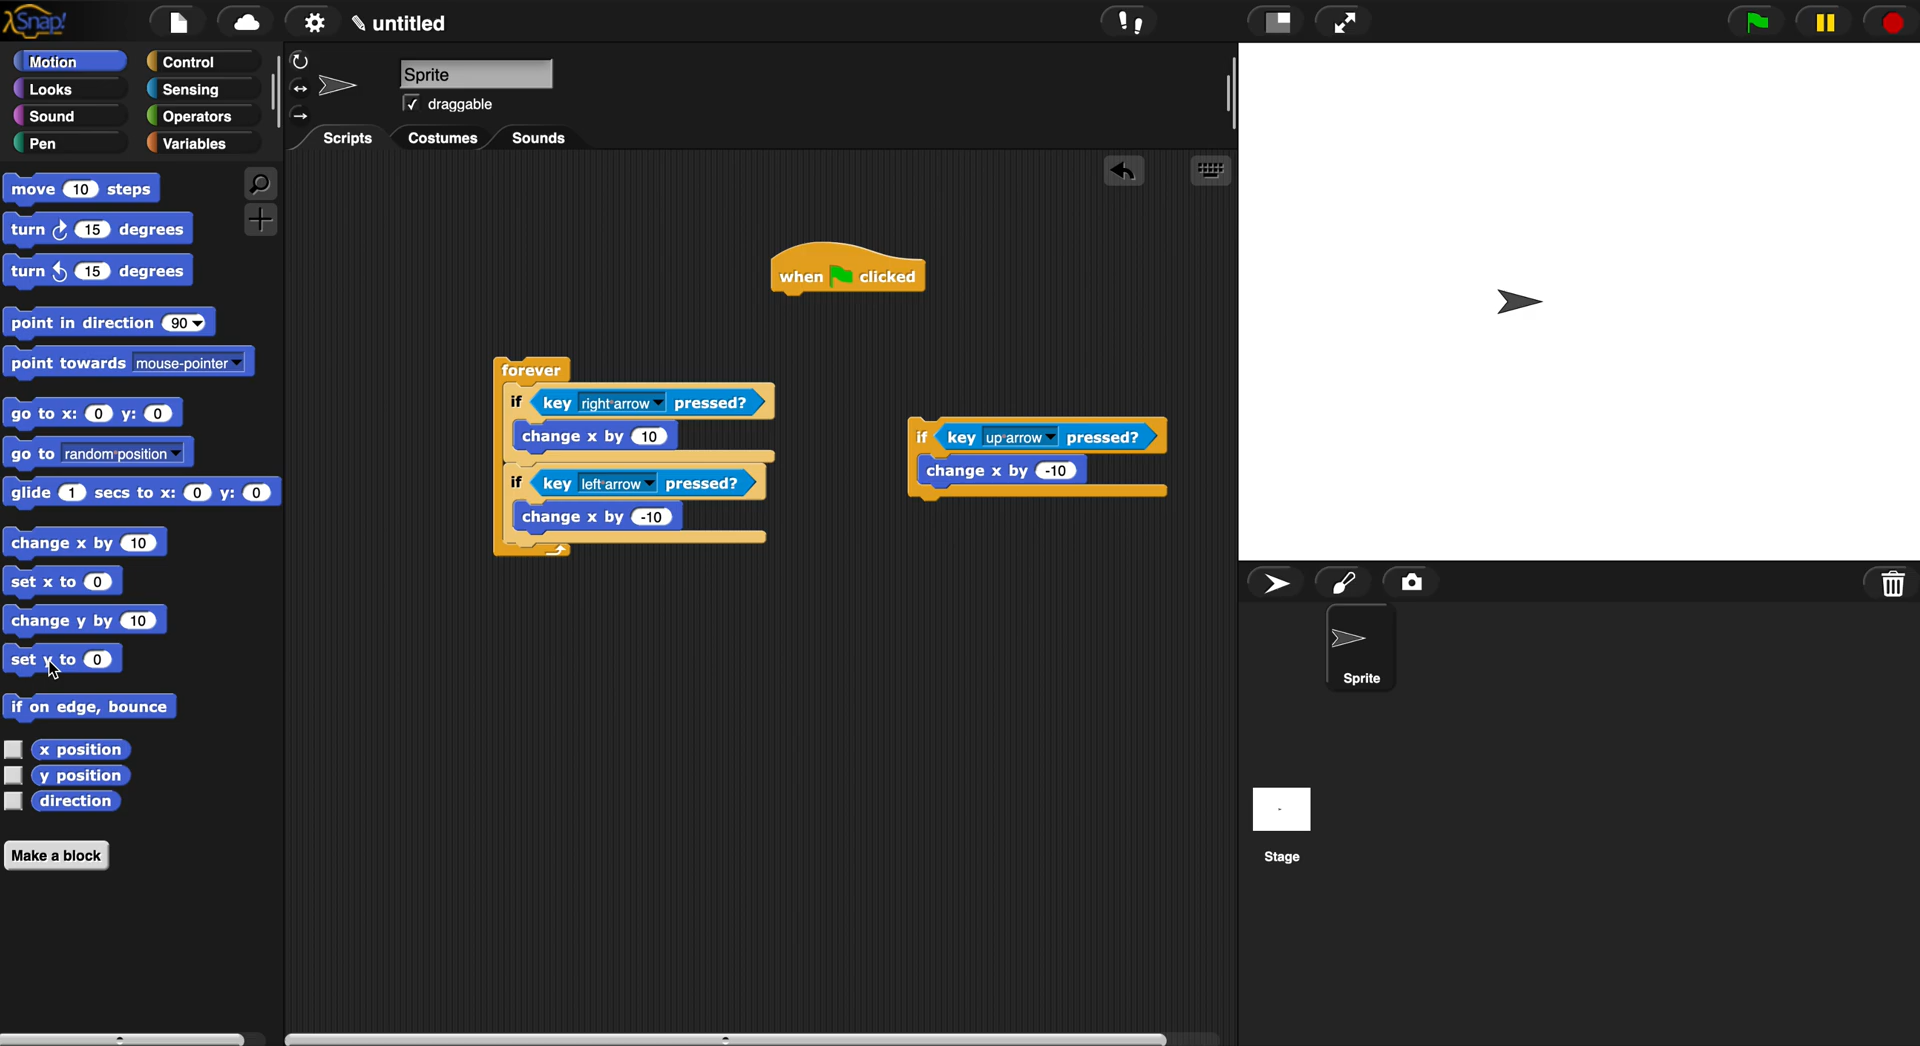 λSnap!
untitled
Motion
Control
Looks
Sensing
Sound
Operators
Pen
Variables
Sprite
draggable
Scripts
Costumes
Sounds
move 10 steps
turn 15 degrees
turn 15 degrees
point in direction 90
point towards mouse-pointer
go to x: 0 y: 0
go to random position
glide 1 secs to x: 0 y: 0
change x by 10
set x to 0
change y by 10
set y to 0
if on edge, bounce
x position
y position
direction
Make a block
when clicked
forever
if key right arrow pressed?
change x by 10
if key left arrow pressed?
change x by -10
if key up arrow pressed?
change x by -10
Sprite
Stage